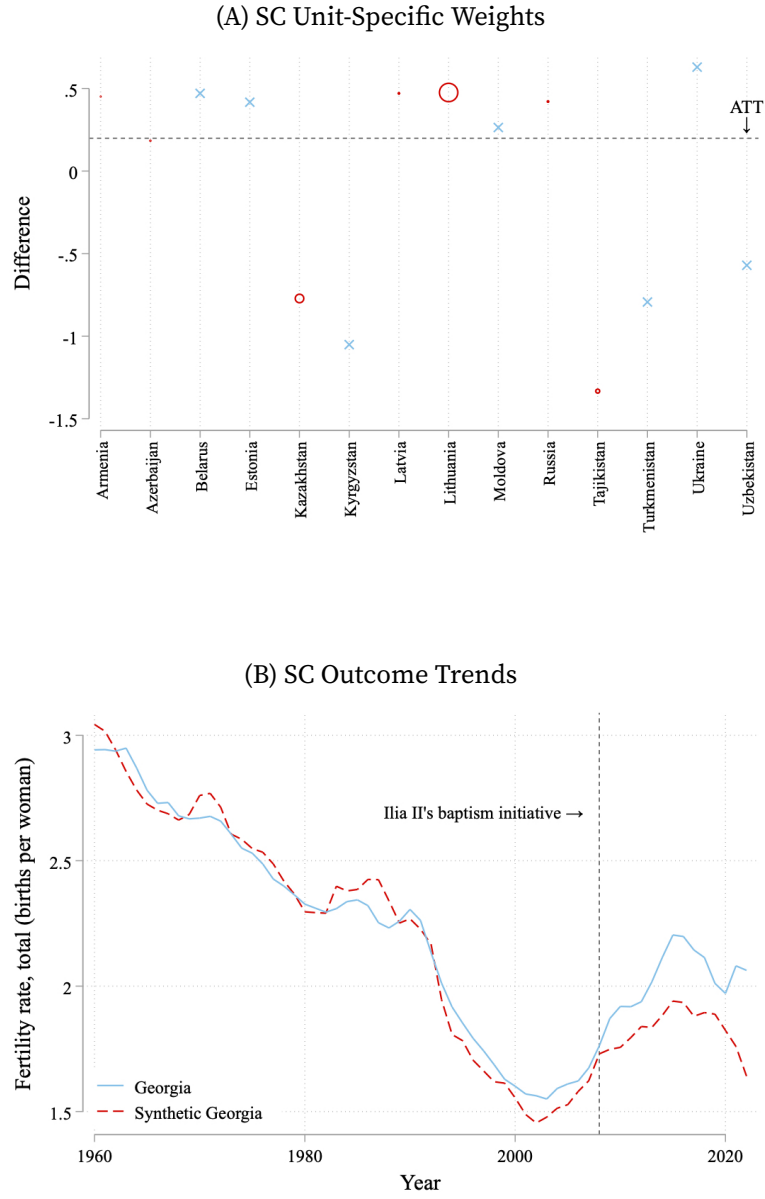 (A) SC Unit-Specific Weights
.5
0
-.5
-1
-1.5
Difference
ATT
↓
Armenia
Azerbaijan
Belarus
Estonia
Kazakhstan
Kyrgyzstan
Latvia
Lithuania
Moldova
Russia
Tajikistan
Turkmenistan
Ukraine
Uzbekistan
(B) SC Outcome Trends
3
2.5
2
1.5
Fertility rate, total (births per woman)
Ilia II's baptism initiative →
Georgia
Synthetic Georgia
1960
1980
2000
2020
Year